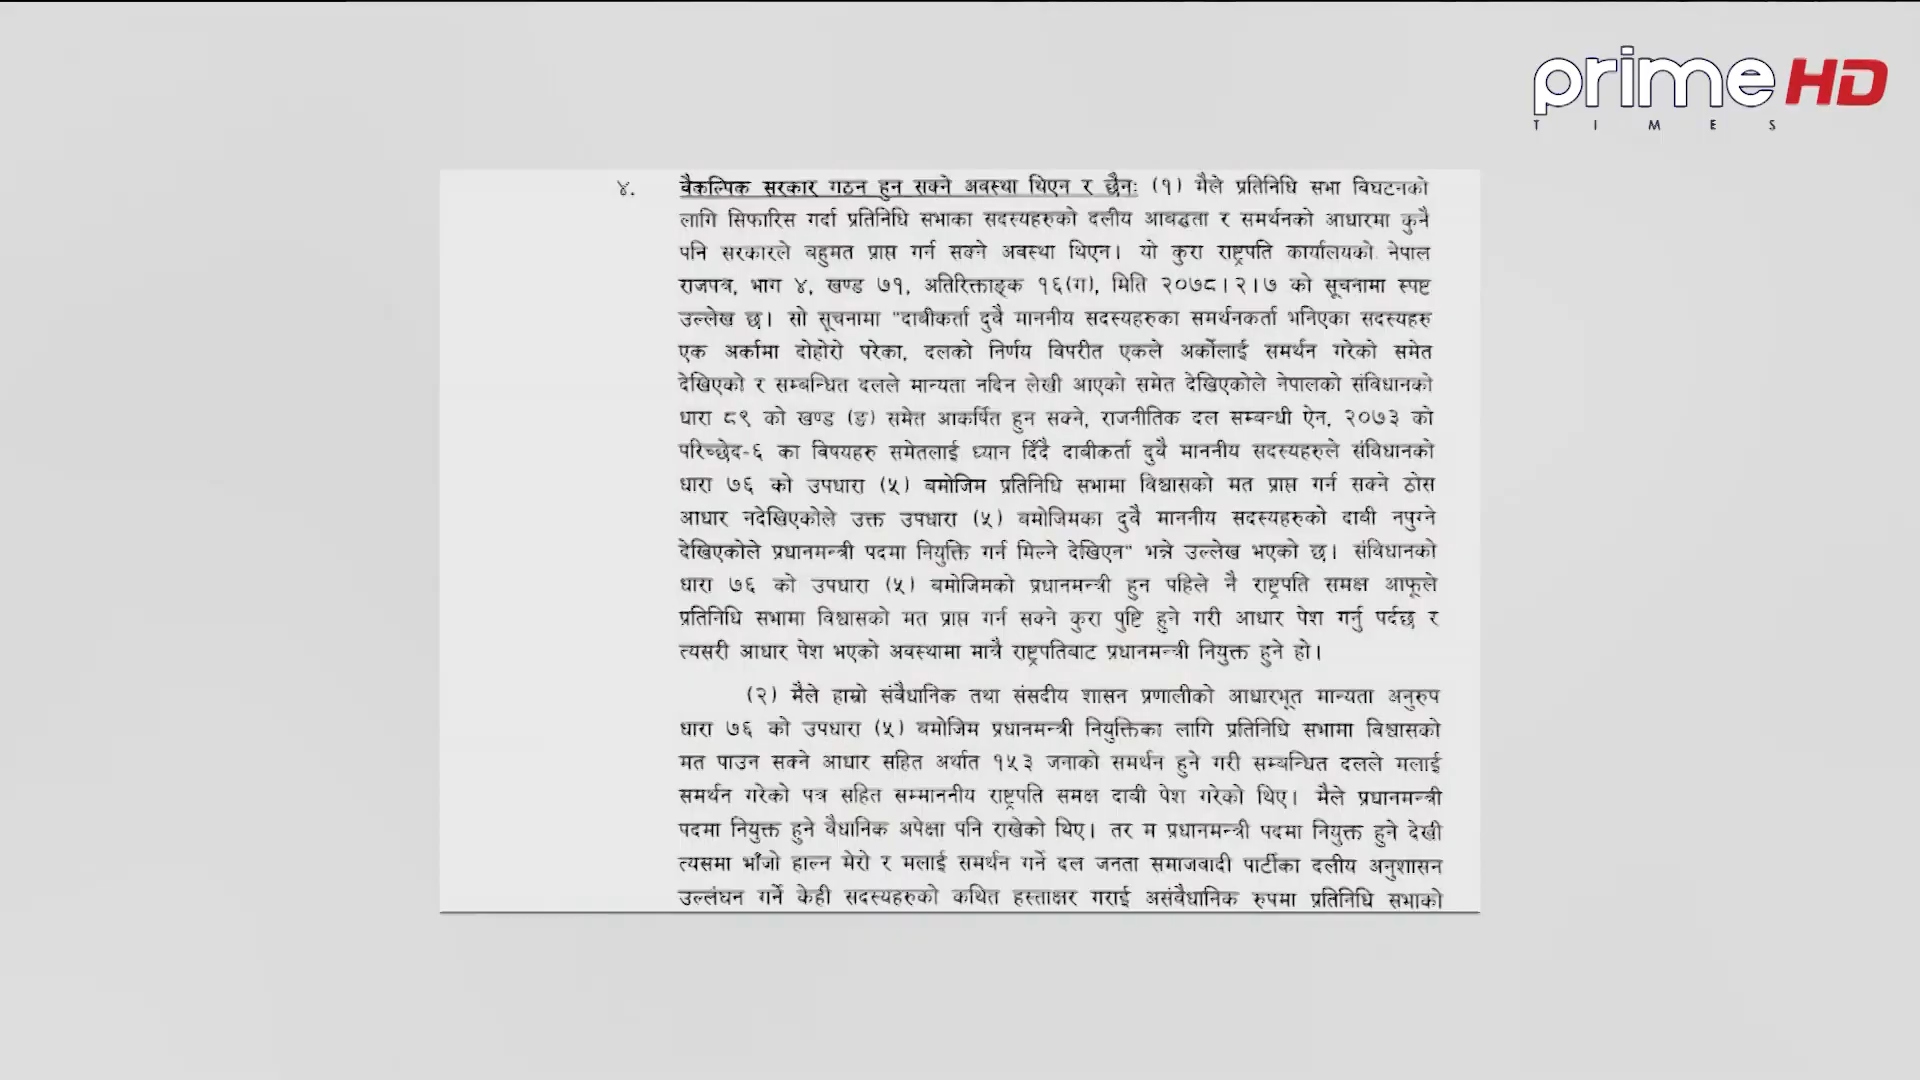 prime HD
TIMES
४. वैकल्पिक सरकार गठन हुन सक्ने अवस्था थिएन र छैनः (१) मैले प्रतिनिधि सभा विघटनको
लागि सिफारिस गर्दा प्रतिनिधि सभाका सदस्यहरुको दलीय आबद्धता र समर्थनको आधारमा कुनै
पनि सरकारले बहुमत प्राप्त गर्न सक्ने अवस्था थिएन। यो कुरा राष्ट्रपति कार्यालयको नेपाल
राजपत्र, भाग ४, खण्ड ७१, अतिरिक्ताङ्क १६(ग), मिति २०७८।२।७ को सूचनामा स्पष्ट
उल्लेख छ। सो सूचनामा "दाबीकर्ता दुवै माननीय सदस्यहरुका समर्थनकर्ता भनिएका सदस्यहरु
एक अर्कामा दोहोरो परेका, दलको निर्णय विपरीत एकले अर्कोलाई समर्थन गरेको समेत
देखिएको र सम्बन्धित दलले मान्यता नदिन लेखी आएको समेत देखिएकोले नेपालको संविधानको
धारा ८९ को खण्ड (ङ) समेत आकर्षित हुन सक्ने, राजनीतिक दल सम्बन्धी ऐन, २०७३ को
परिच्छेद-६ का विषयहरु समेतलाई ध्यान दिँदै दाबीकर्ता दुवै माननीय सदस्यहरुले संविधानको
धारा ७६ को उपधारा (५) बमोजिम प्रतिनिधि सभामा विश्वासको मत प्राप्त गर्न सक्ने ठोस
आधार नदेखिएकोले उक्त उपधारा (५) बमोजिमका दुवै माननीय सदस्यहरुको दाबी नपुग्ने
देखिएकोले प्रधानमन्त्री पदमा नियुक्ति गर्न मिल्ने देखिएन" भन्ने उल्लेख भएको छ। संविधानको
धारा ७६ को उपधारा (५) बमोजिमको प्रधानमन्त्री हुन पहिले नै राष्ट्रपति समक्ष आफूले
प्रतिनिधि सभामा विश्वासको मत प्राप्त गर्न सक्ने कुरा पुष्टि हुने गरी आधार पेश गर्नु पर्दछ र
त्यसरी आधार पेश भएको अवस्थामा मात्रै राष्ट्रपतिबाट प्रधानमन्त्री नियुक्त हुने हो।
(२) मैले हाम्रो संवैधानिक तथा संसदीय शासन प्रणालीको आधारभूत मान्यता अनुरुप
धारा ७६ को उपधारा (५) बमोजिम प्रधानमन्त्री नियुक्तिका लागि प्रतिनिधि सभामा विश्वासको
मत पाउन सक्ने आधार सहित अर्थात १५३ जनाको समर्थन हुने गरी सम्बन्धित दलले मलाई
समर्थन गरेको पत्र सहित सम्माननीय राष्ट्रपति समक्ष दाबी पेश गरेको थिए। मैले प्रधानमन्त्री
पदमा नियुक्त हुने वैधानिक अपेक्षा पनि राखेको थिए। तर म प्रधानमन्त्री पदमा नियुक्त हुने देखी
त्यसमा भाँजो हाल्न मेरो र मलाई समर्थन गर्ने दल जनता समाजवादी पार्टीका दलीय अनुशासन
उल्लंघन गर्ने केही सदस्यहरुको कथित हस्ताक्षर गराई असंवैधानिक रुपमा प्रतिनिधि सभाको